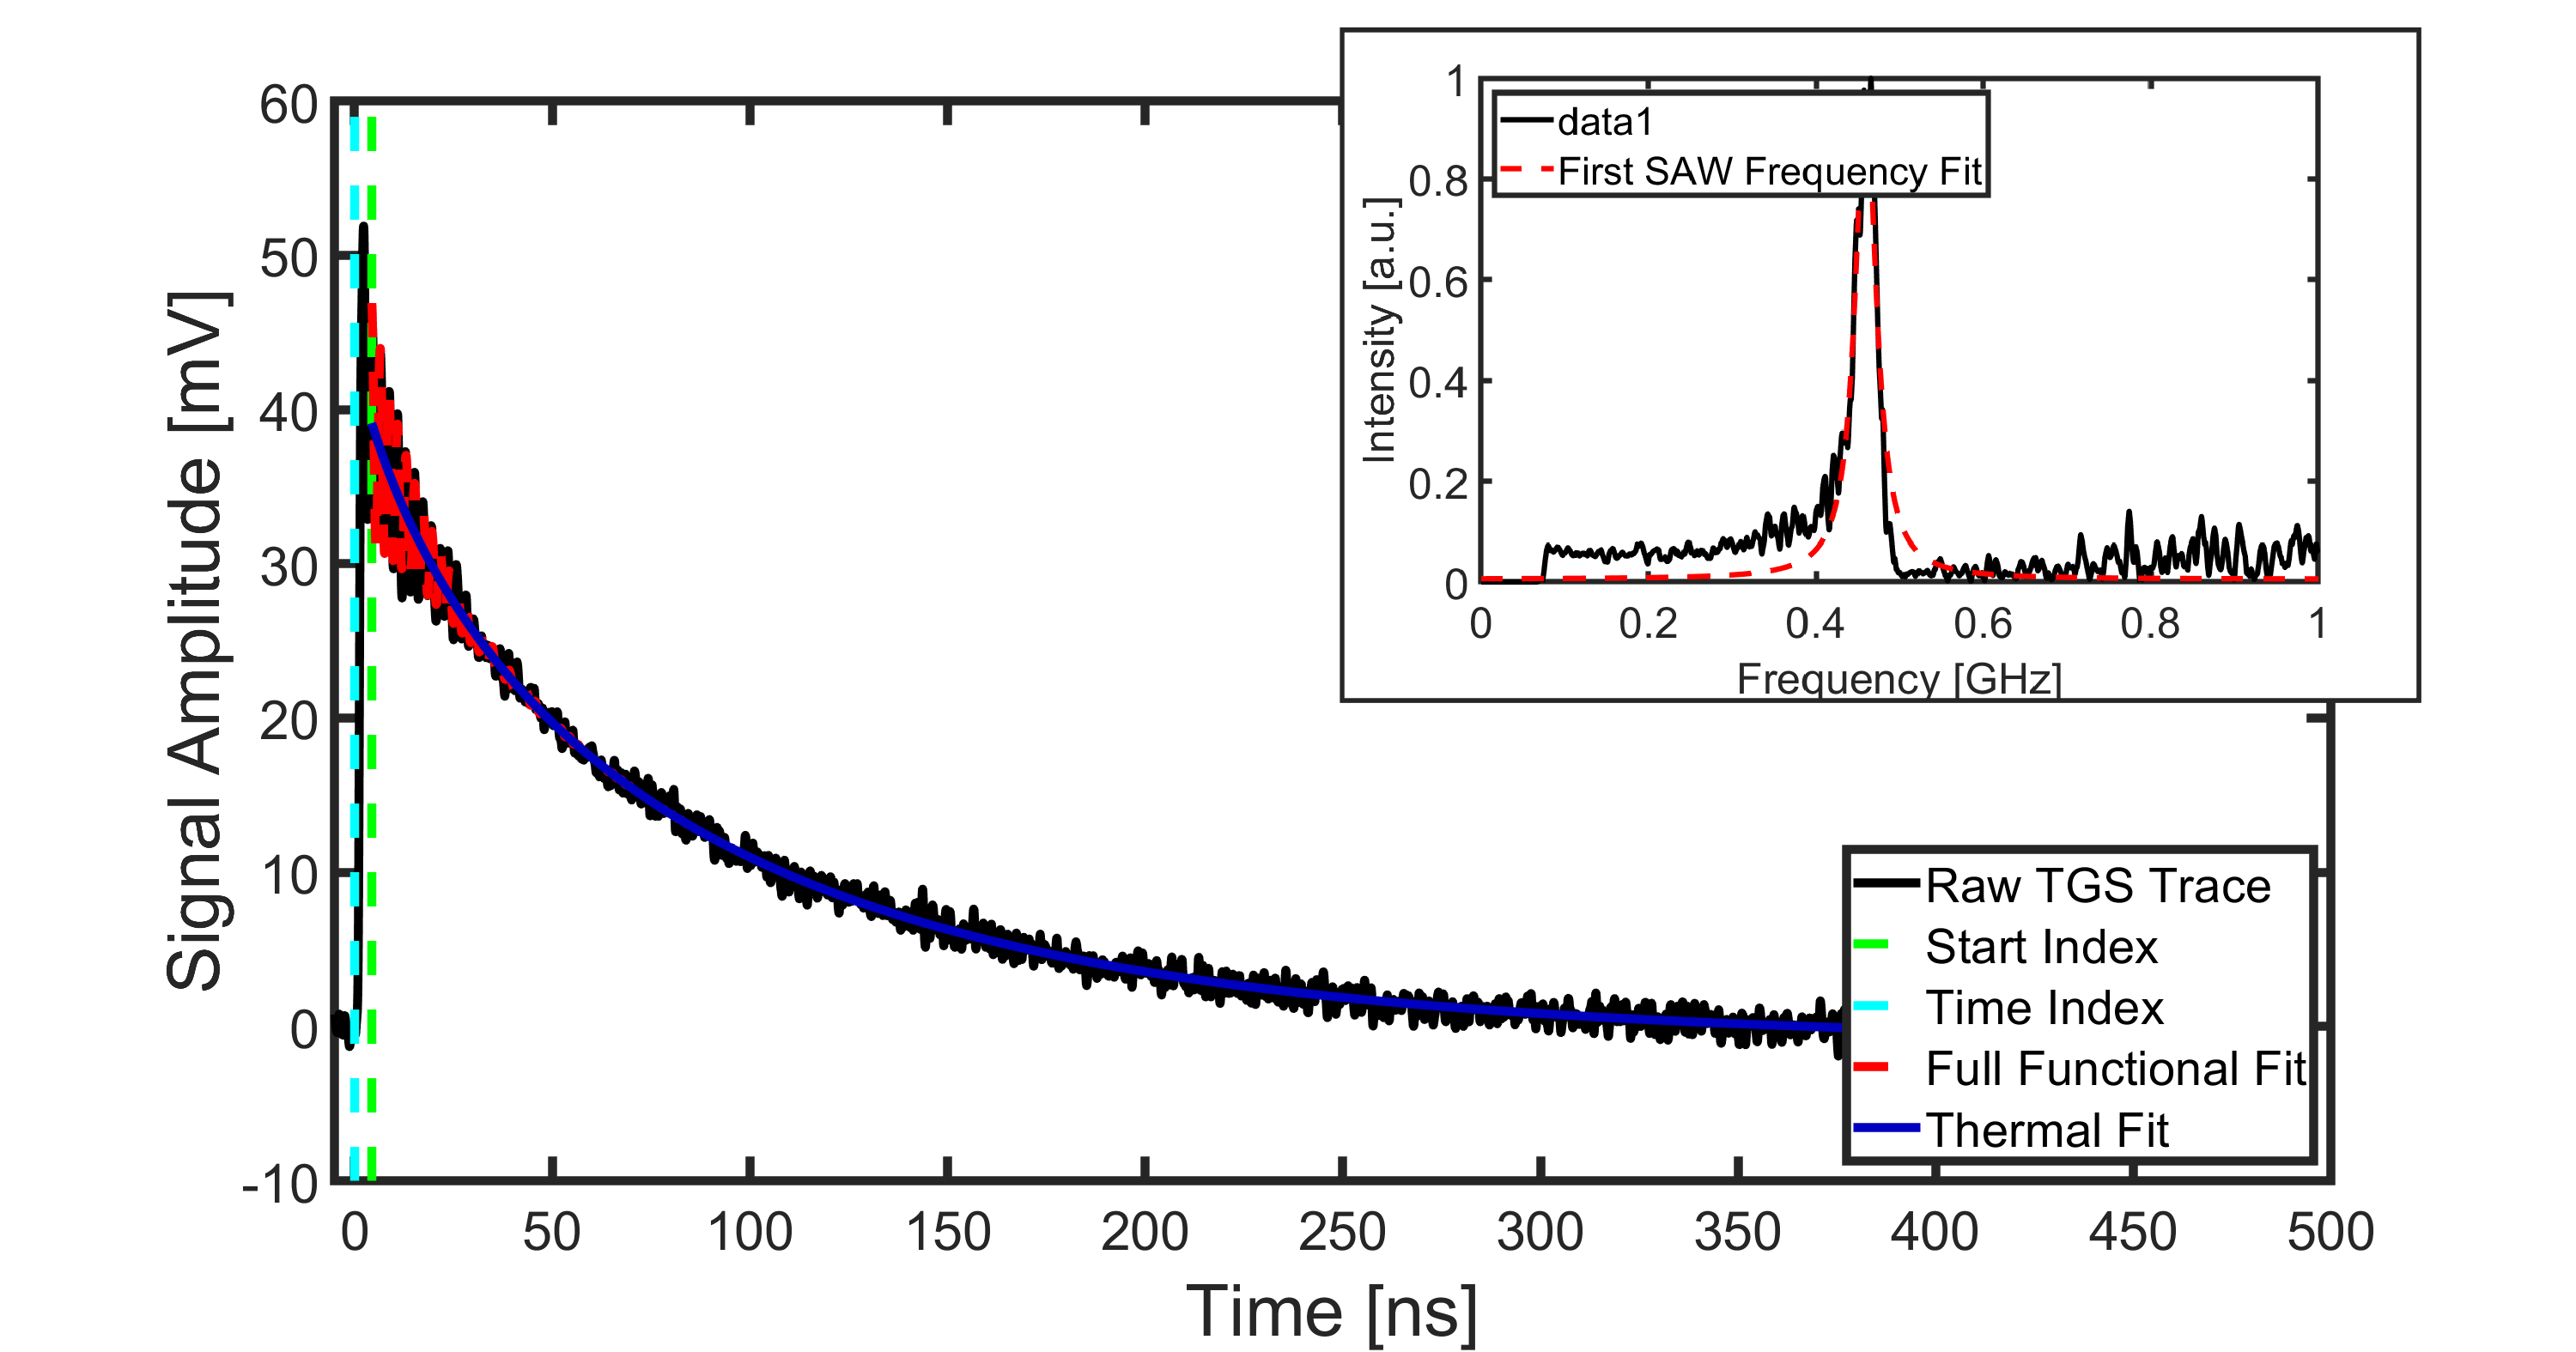 60
50
40
30
20
10
0
-10
Signal Amplitude [mV]
0 50 100 150 200 250 300 350 400 450 500
Time [ns]
1
0.8
0.6
0.4
0.2
0
Intensity [a.u.]
data1
First SAW Frequency Fit
0 0.2 0.4 0.6 0.8 1
Frequency [GHz]
Raw TGS Trace
Start Index
Time Index
Full Functional Fit
Thermal Fit